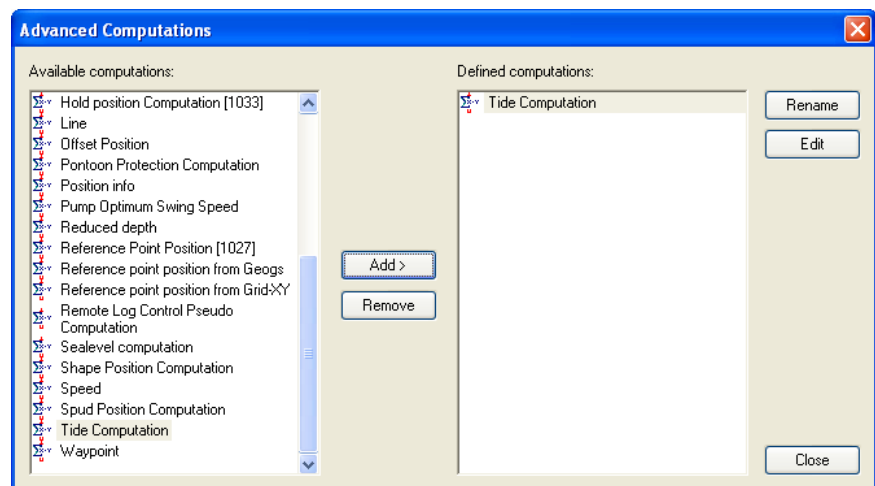 Advanced Computations
Available computations:
Hold position Computation [1033]
Line
Offset Position
Pontoon Protection Computation
Position info
Pump Optimum Swing Speed
Reduced depth
Reference Point Position [1027]
Reference point position from Geogs
Reference point position from Grid-XY
Remote Log Control Pseudo
Computation
Sealevel computation
Shape Position Computation
Speed
Spud Position Computation
Tide Computation
Waypoint
Add >
Remove
Defined computations:
Tide Computation
Rename
Edit
Close